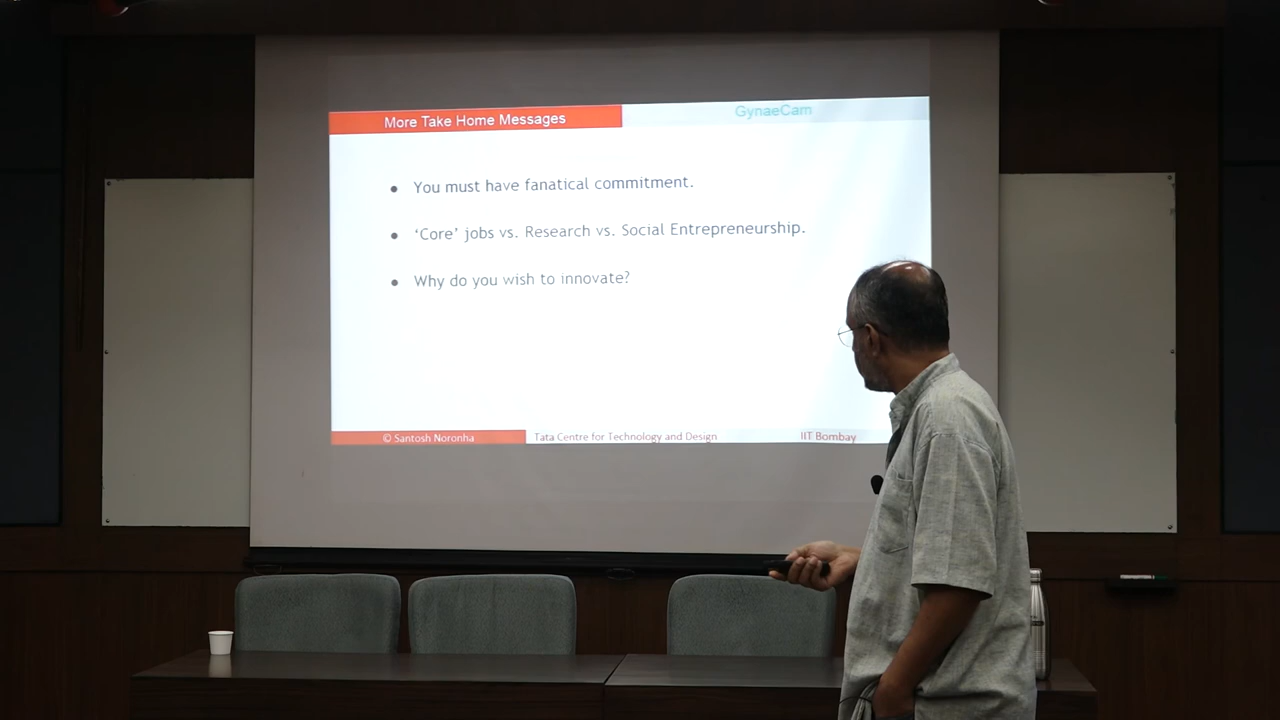 More Take Home Messages
GynaeCam
You must have fanatical commitment.
‘Core’ jobs vs. Research vs. Social Entrepreneurship.
Why do you wish to innovate?
© Santosh Noronha
Tata Centre for Technology and Design
IIT Bombay